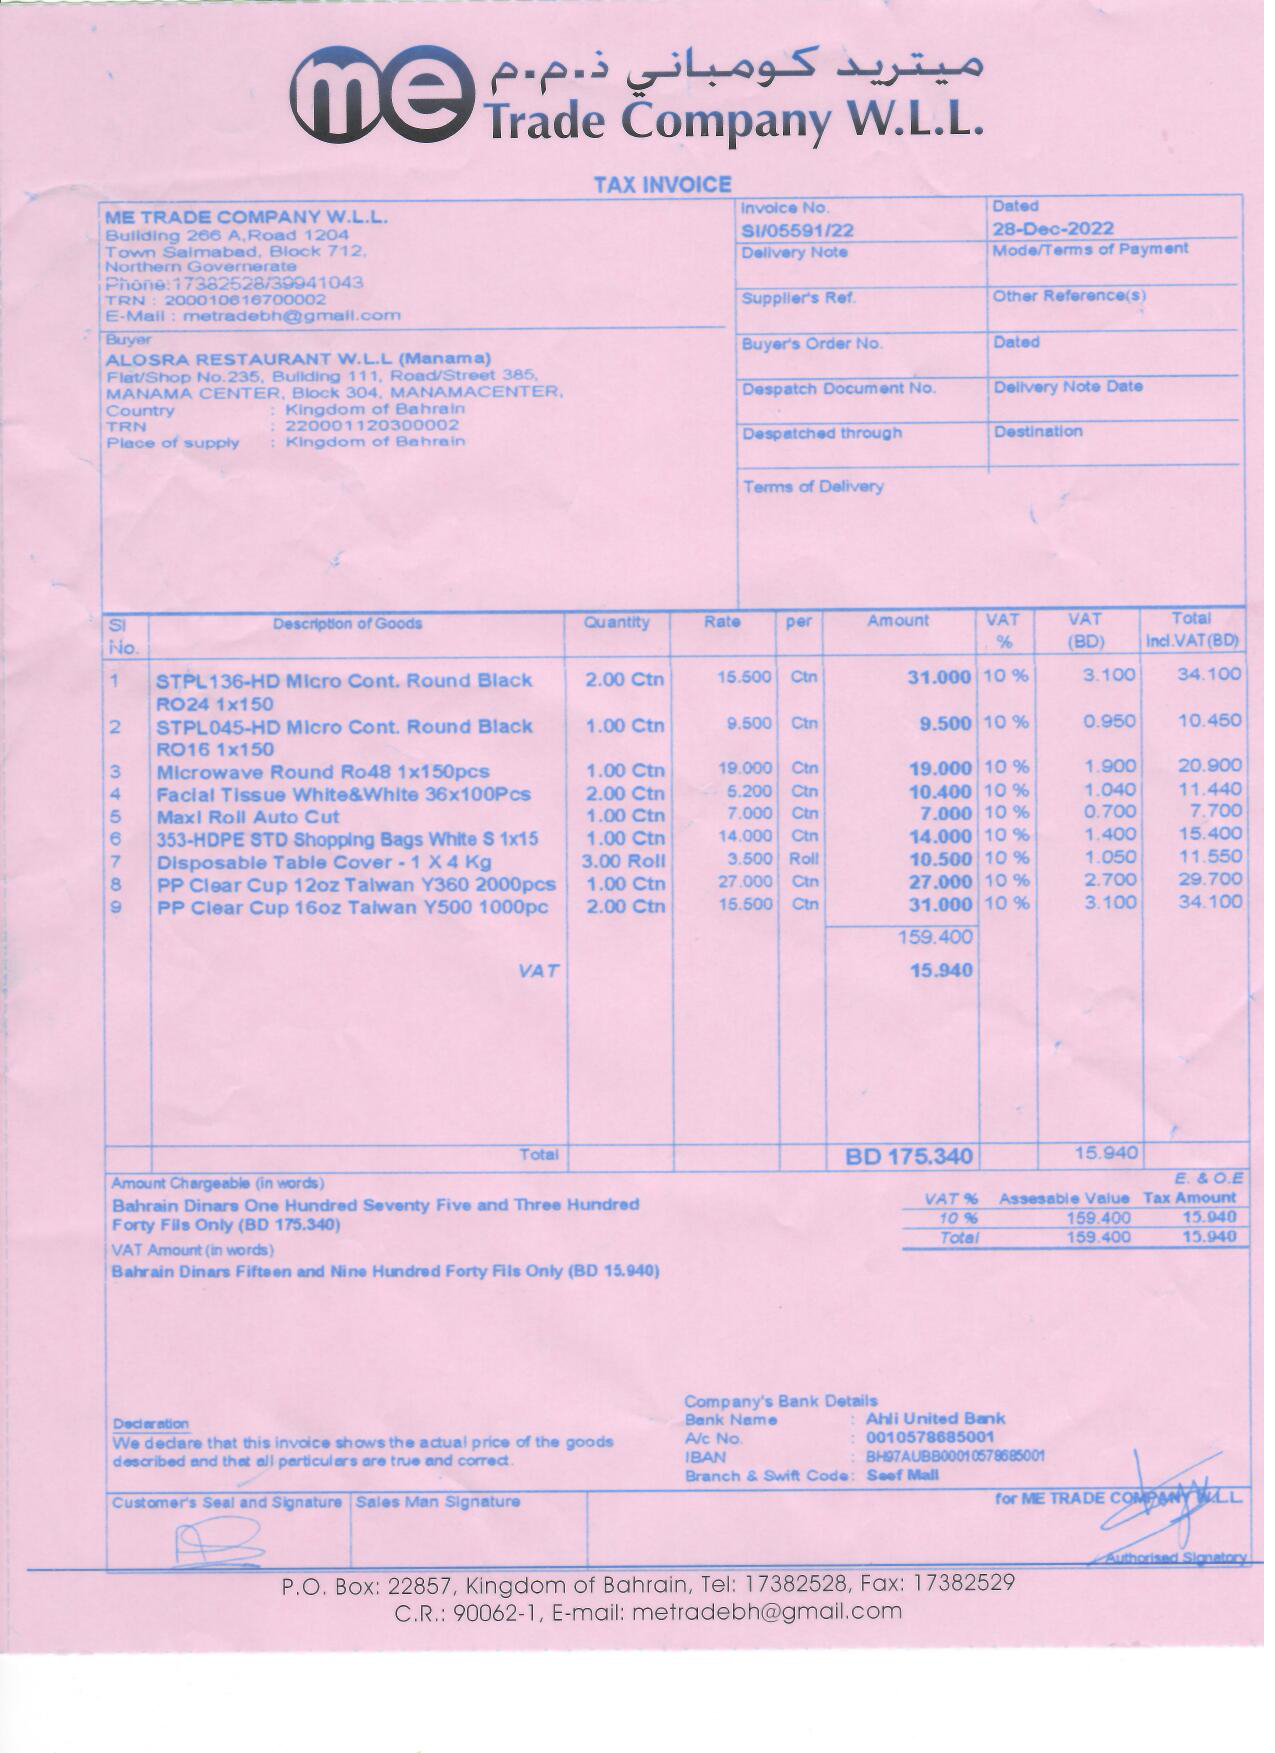 me ميتريد كومباني ذ.م.م
Trade Company W.L.L.
TAX INVOICE
ME TRADE COMPANY W.L.L.
Building 266 A,Road 1204
Town Salmabad, Block 712,
Northern Governerate
Phone:17382528/39941043
TRN : 200010616700002
E-Mail : metradebh@gmail.com
Invoice No. Dated
SI/05591/22 28-Dec-2022
Delivery Note Mode/Terms of Payment
Supplier's Ref. Other Reference(s)
Buyer
ALOSRA RESTAURANT W.L.L (Manama)
Flat/Shop No.235, Building 111, Road/Street 385,
MANAMA CENTER, Block 304, MANAMACENTER,
Country : Kingdom of Bahrain
TRN : 220001120300002
Place of supply : Kingdom of Bahrain
Buyer's Order No. Dated
Despatch Document No. Delivery Note Date
Despatched through Destination
Terms of Delivery
Sl No. Description of Goods Quantity Rate per Amount VAT % VAT (BD) Total Incl.VAT(BD)
1 STPL136-HD Micro Cont. Round Black 2.00 Ctn 15.500 Ctn 31.000 10 % 3.100 34.100
RO24 1x150
2 STPL045-HD Micro Cont. Round Black 1.00 Ctn 9.500 Ctn 9.500 10 % 0.950 10.450
RO16 1x150
3 Microwave Round Ro48 1x150pcs 1.00 Ctn 19.000 Ctn 19.000 10 % 1.900 20.900
4 Facial Tissue White&White 36x100Pcs 2.00 Ctn 5.200 Ctn 10.400 10 % 1.040 11.440
5 Maxi Roll Auto Cut 1.00 Ctn 7.000 Ctn 7.000 10 % 0.700 7.700
6 353-HDPE STD Shopping Bags White S 1x15 1.00 Ctn 14.000 Ctn 14.000 10 % 1.400 15.400
7 Disposable Table Cover - 1 X 4 Kg 3.00 Roll 3.500 Roll 10.500 10 % 1.050 11.550
8 PP Clear Cup 12oz Taiwan Y360 2000pcs 1.00 Ctn 27.000 Ctn 27.000 10 % 2.700 29.700
9 PP Clear Cup 16oz Taiwan Y500 1000pc 2.00 Ctn 15.500 Ctn 31.000 10 % 3.100 34.100
159.400
VAT 15.940
Total BD 175.340 15.940
Amount Chargeable (in words) E. & O.E
Bahrain Dinars One Hundred Seventy Five and Three Hundred
Forty Fils Only (BD 175.340)
VAT Amount (in words)
Bahrain Dinars Fifteen and Nine Hundred Forty Fils Only (BD 15.940)
VAT % Assesable Value Tax Amount
10 % 159.400 15.940
Total 159.400 15.940
Company's Bank Details
Bank Name : Ahli United Bank
A/c No. : 0010578685001
IBAN : BH97AUBB00010578685001
Branch & Swift Code : Seef Mall
Declaration
We declare that this invoice shows the actual price of the goods
described and that all particulars are true and correct.
Customer's Seal and Signature Sales Man Signature for ME TRADE COMPANY W.L.L.
Authorised Signatory
P.O. Box: 22857, Kingdom of Bahrain, Tel: 17382528, Fax: 17382529
C.R.: 90062-1, E-mail: metradebh@gmail.com